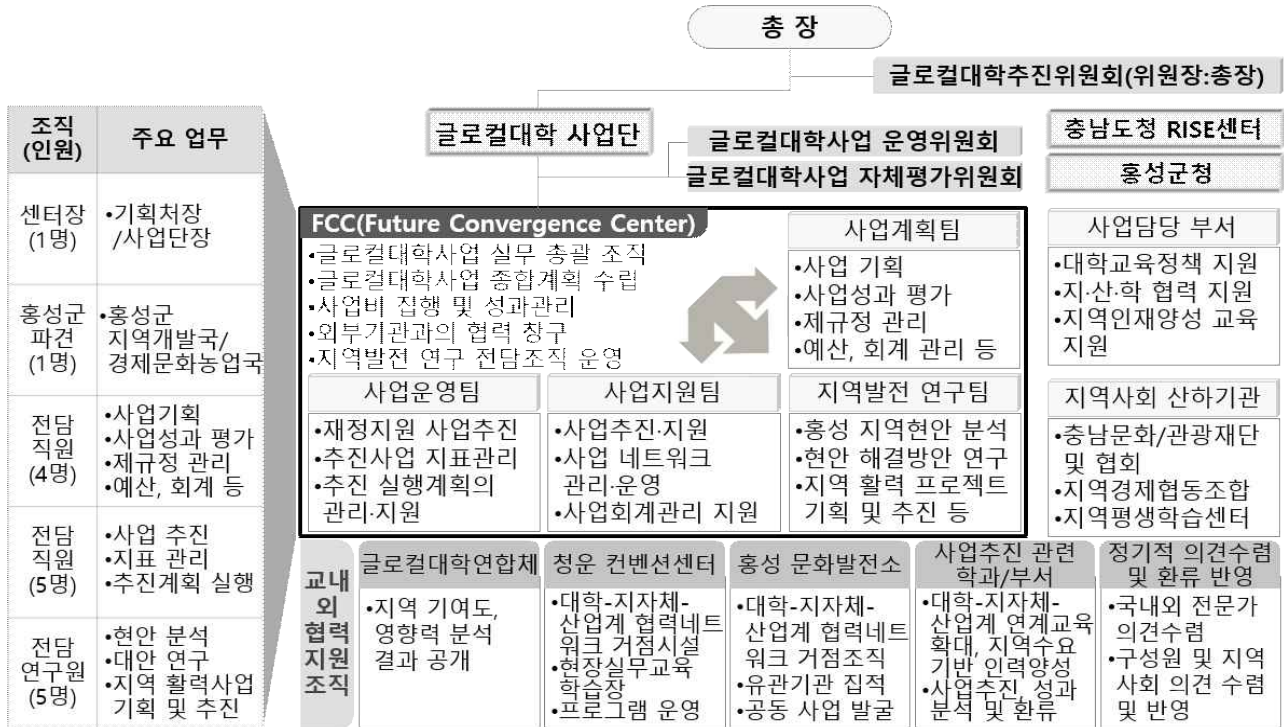 총 장
글로컬대학추진위원회(위원장:총장)
글로컬대학 사업단
글로컬대학사업 운영위원회
글로컬대학사업 자체평가위원회
충남도청 RISE센터
홍성군청
조직
(인원)
주요 업무
센터장
(1명)
•기획처장
/사업단장
홍성군
파견
(1명)
•홍성군
지역개발국/
경제문화농업국
전담
직원
(4명)
•사업기획
•사업성과 평가
•제규정 관리
•예산, 회계 등
전담
직원
(5명)
•사업 추진
•지표 관리
•추진계획 실행
전담
연구원
(5명)
•현안 분석
•대안 연구
•지역 활력사업
기획 및 추진
FCC(Future Convergence Center)
•글로컬대학사업 실무 총괄 조직
•글로컬대학사업 종합계획 수립
•사업비 집행 및 성과관리
•외부기관과의 협력 창구
•지역발전 연구 전담조직 운영
사업계획팀
•사업 기획
•사업성과 평가
•제규정 관리
•예산, 회계 관리 등
사업운영팀
•재정지원 사업추진
•추진사업 지표관리
•추진 실행계획의
관리·지원
사업지원팀
•사업추진·지원
•사업 네트워크
관리·운영
•사업회계관리 지원
지역발전 연구팀
•홍성 지역현안 분석
•현안 해결방안 연구
•지역 활력 프로젝트
기획 및 추진 등
사업담당 부서
•대학교육정책 지원
•지·산·학 협력 지원
•지역인재양성 교육
지원
지역사회 산하기관
•충남문화/관광재단
및 협회
•지역경제협동조합
•지역평생학습센터
교내
외
협력
지원
조직
글로컬대학연합체
•지역 기여도,
영향력 분석
결과 공개
청운 컨벤션센터
•대학-지자체-
산업계 협력네트
워크 거점시설
•현장실무교육
학습장
•프로그램 운영
홍성 문화발전소
•대학-지자체-
산업계 협력네트
워크 거점조직
•유관기관 집적
•공동 사업 발굴
사업추진 관련
학과/부서
•대학-지자체-
산업계 연계교육
확대, 지역수요
기반 인력양성
•사업추진, 성과
분석 및 환류
정기적 의견수렴
및 환류 반영
•국내외 전문가
의견수렴
•구성원 및 지역
사회 의견 수렴
및 반영